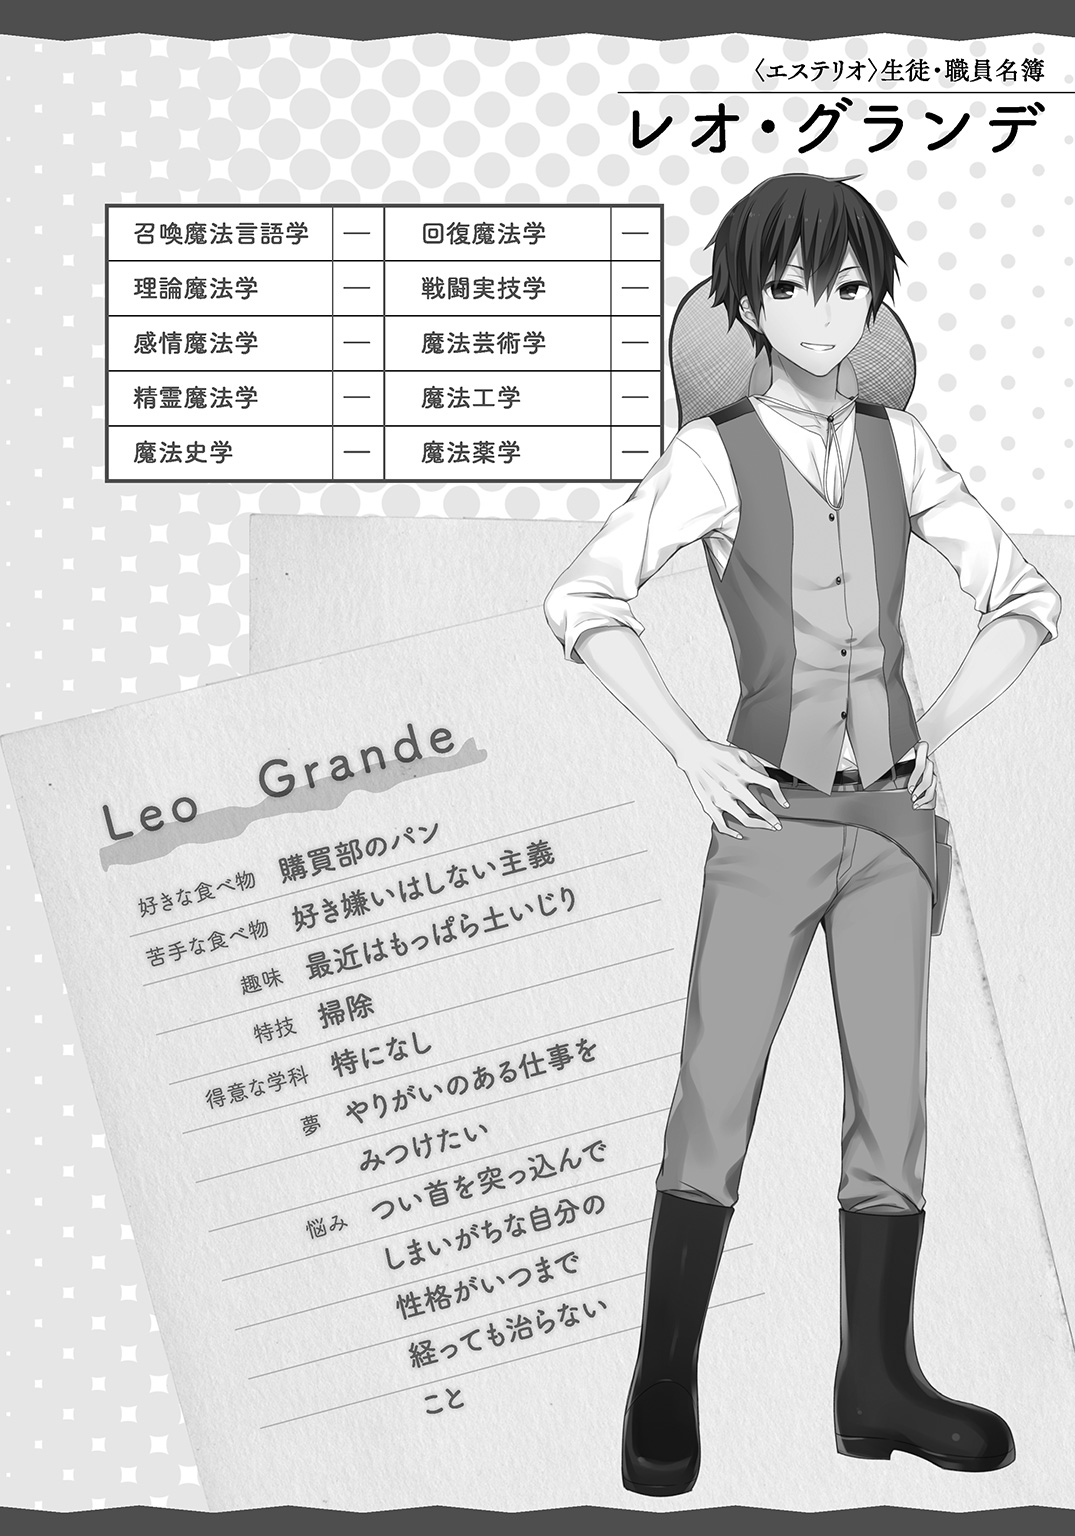 〈エステリオ〉生徒・職員名簿
レオ・グランデ
召喚魔法言語学 — 回復魔法学 —
理論魔法学 — 戦闘実技学 —
感情魔法学 — 魔法芸術学 —
精霊魔法学 — 魔法工学 —
魔法史学 — 魔法薬学 —
Leo Grande
好きな食べ物 購買部のパン
苦手な食べ物 好き嫌いはしない主義
趣味 最近はもっぱら土いじり
特技 掃除
得意な学科 特になし
夢 やりがいのある仕事を
みつけたい
悩み つい首を突っ込んで
しまいがちな自分の
性格がいつまで
経っても治らない
こと